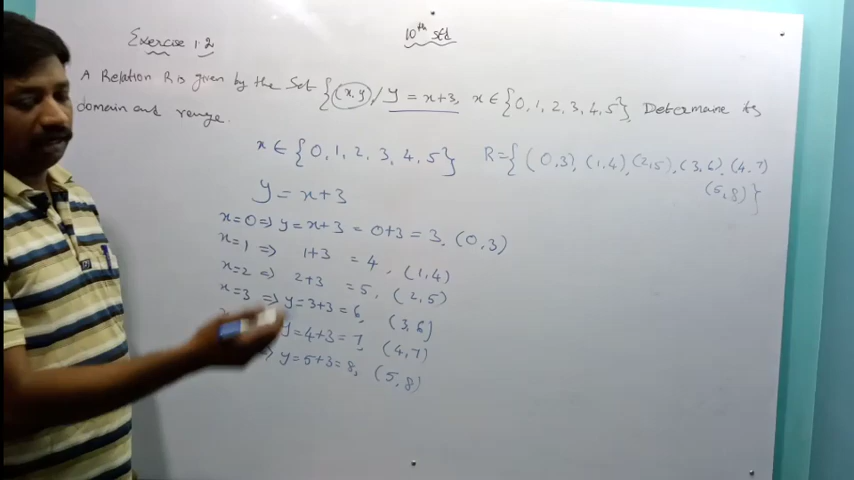 Exercise 1.2
10th std
A Relation R is given by the Set {(x,y)/y = x+3, x ∈ {0,1,2,3,4,5}} Determine its
domain and range.
x ∈ {0, 1, 2, 3, 4, 5}
R = {(0,3), (1,4), (2,5), (3,6), (4,7)
(5,8)}
y = x+3
x=0 => y = x+3 = 0+3 = 3, (0,3)
x=1 => 1+3 = 4, (1,4)
x=2 => 2+3 = 5, (2,5)
x=3 => y=3+3 = 6, (3,6)
y=4+3 = 7, (4,7)
=> y=5+3 = 8, (5,8)